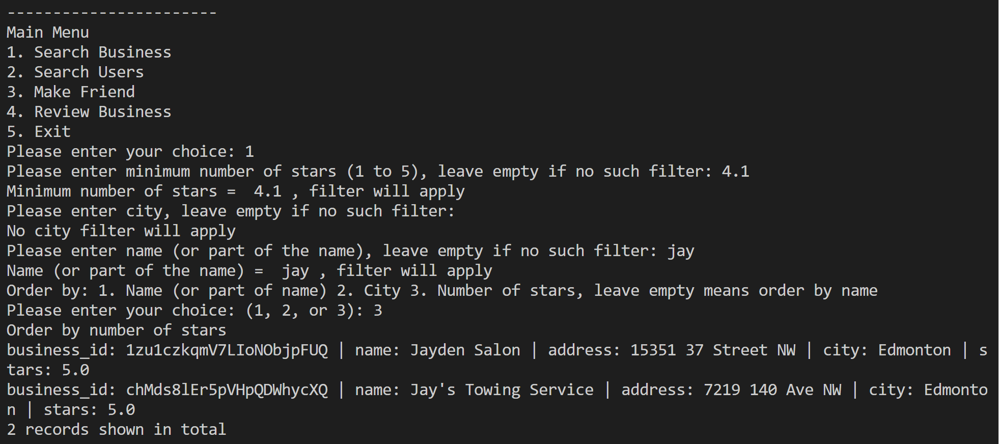 -----------------------
Main Menu
1. Search Business
2. Search Users
3. Make Friend
4. Review Business
5. Exit
Please enter your choice: 1
Please enter minimum number of stars (1 to 5), leave empty if no such filter: 4.1
Minimum number of stars =  4.1 , filter will apply
Please enter city, leave empty if no such filter:
No city filter will apply
Please enter name (or part of the name), leave empty if no such filter: jay
Name (or part of the name) =  jay , filter will apply
Order by: 1. Name (or part of name) 2. City 3. Number of stars, leave empty means order by name
Please enter your choice: (1, 2, or 3): 3
Order by number of stars
business_id: 1zu1czkqmV7LIoNObjpFUQ | name: Jayden Salon | address: 15351 37 Street NW | city: Edmonton | s
tars: 5.0
business_id: chMds8lEr5pVHpQDWhycXQ | name: Jay's Towing Service | address: 7219 140 Ave NW | city: Edmonto
n | stars: 5.0
2 records shown in total